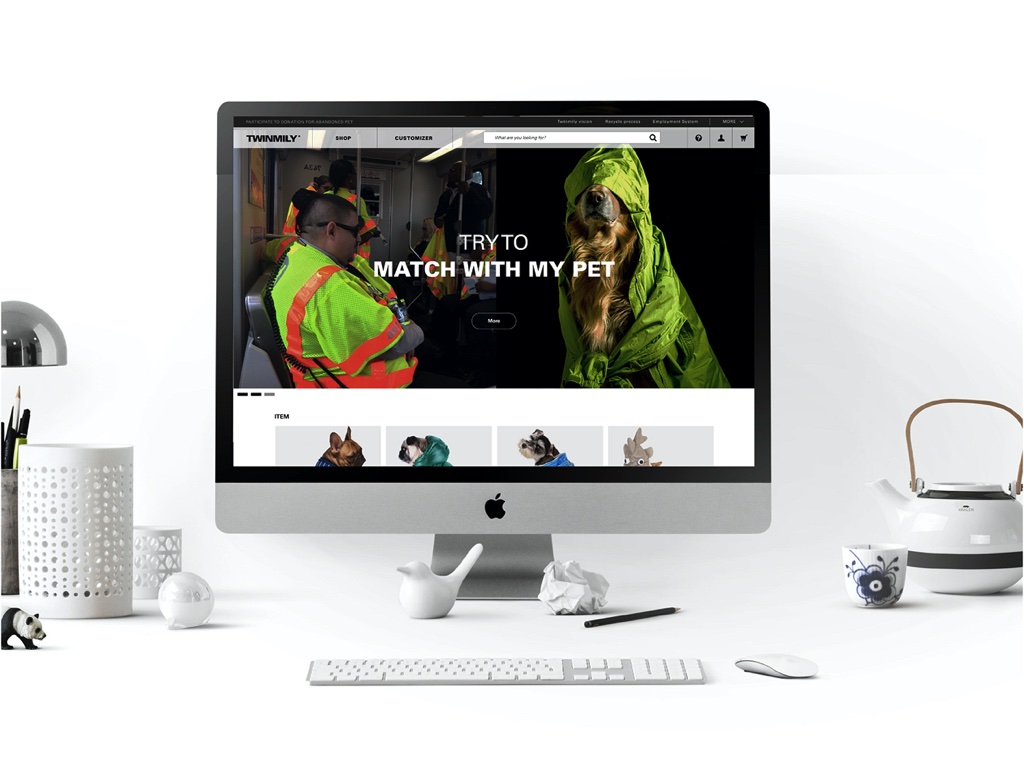 PARTICIPATE TO DONATION FOR ABANDONED PET
Twinmily vision
Resale process
Employment System
MORE
TWINMILY
SHOP
CUSTOMIZER
What are you looking for?
TRY TO
MATCH WITH MY PET
More
ITEM